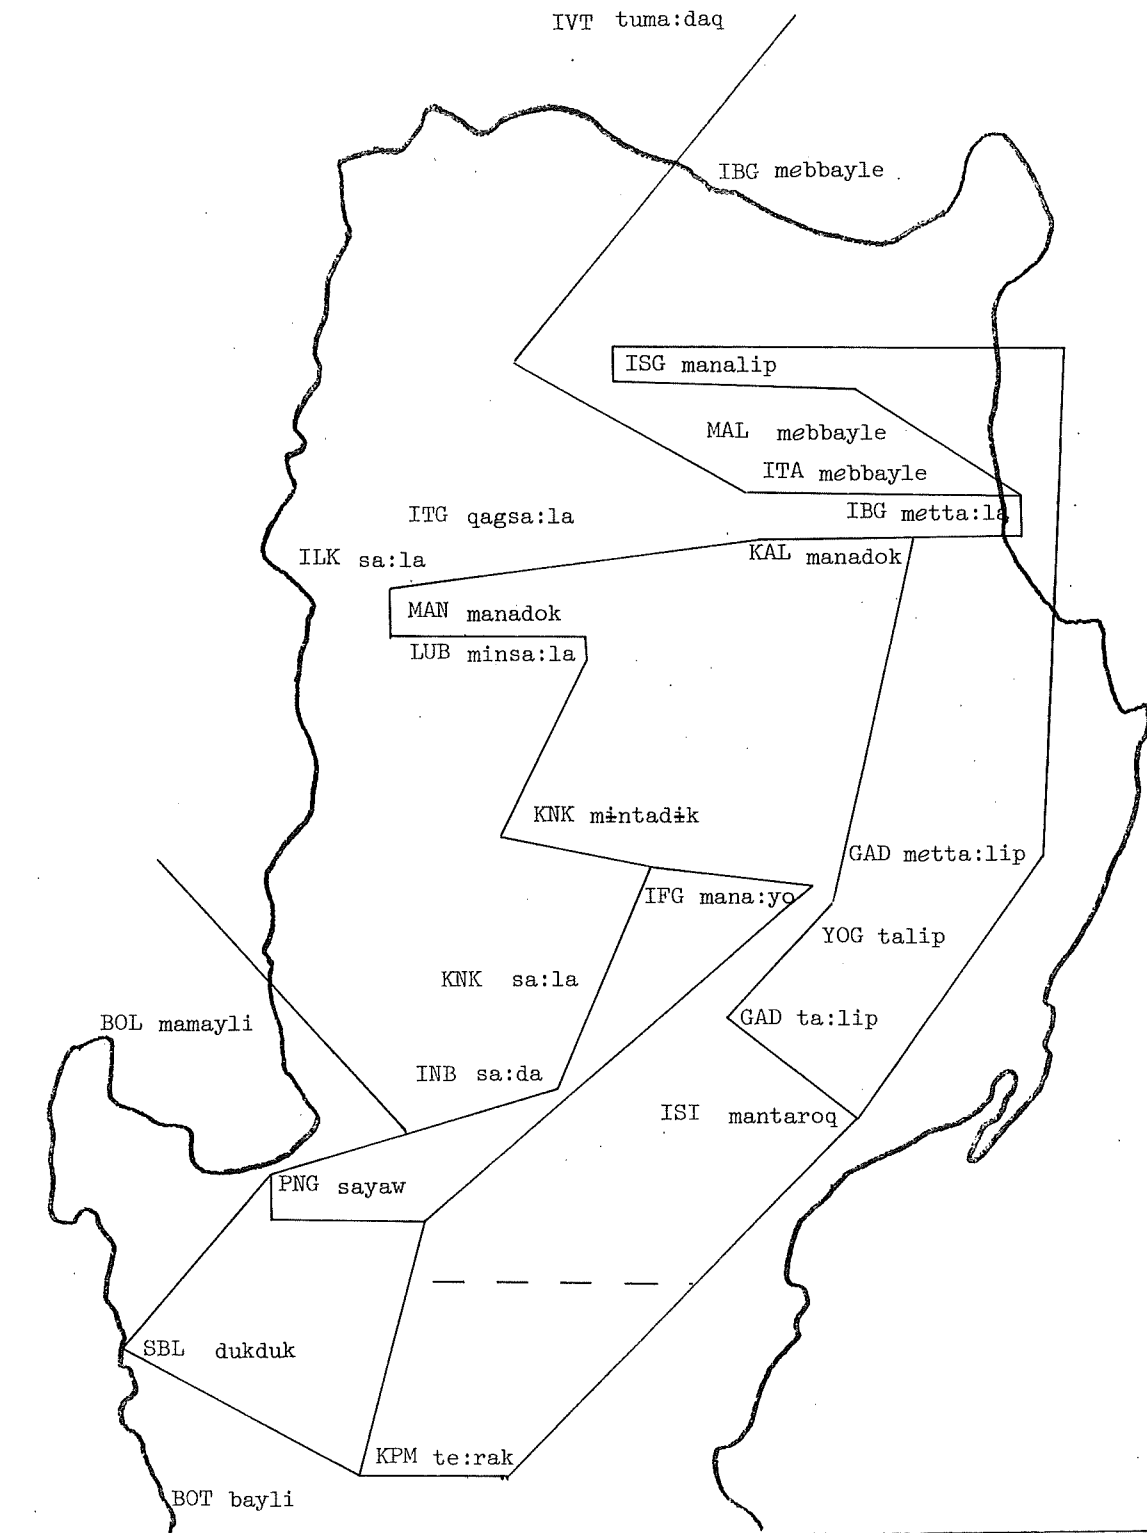 IVT tuma:daq
IBG mebbayle
ISG manalip
MAL mebbayle
ITA mebbayle
IBG metta:la
ITG qagsa:la
KAL manadok
ILK sa:la
MAN manadok
LUB minsa:la
KNK mɨntadɨk
GAD metta:lip
IFG mana:yo
YOG talip
KNK sa:la
GAD ta:lip
BOL mamayli
INB sa:da
ISI mantaroq
PNG sayaw
SBL dukduk
KPM te:rak
BOT bayli